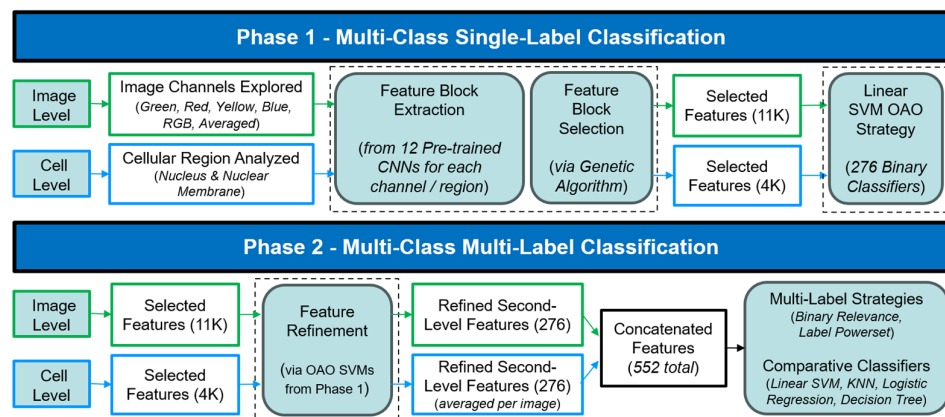 Phase 1 - Multi-Class Single-Label Classification
Image
Level
Image Channels Explored
(Green, Red, Yellow, Blue,
RGB, Averaged)
Cell
Level
Cellular Region Analyzed
(Nucleus & Nuclear
Membrane)
Feature Block
Extraction
(from 12 Pre-trained
CNNs for each
channel / region)
Feature
Block
Selection
(via Genetic
Algorithm)
Selected
Features (11K)
Selected
Features (4K)
Linear
SVM OAO
Strategy
(276 Binary
Classifiers)
Phase 2 - Multi-Class Multi-Label Classification
Image
Level
Selected
Features (11K)
Cell
Level
Selected
Features (4K)
Feature
Refinement
(via OAO SVMs
from Phase 1)
Refined Second-
Level Features (276)
Refined Second-
Level Features (276)
(averaged per image)
Concatenated
Features
(552 total)
Multi-Label Strategies
(Binary Relevance,
Label Powerset)
Comparative Classifiers
(Linear SVM, KNN, Logistic
Regression, Decision Tree)